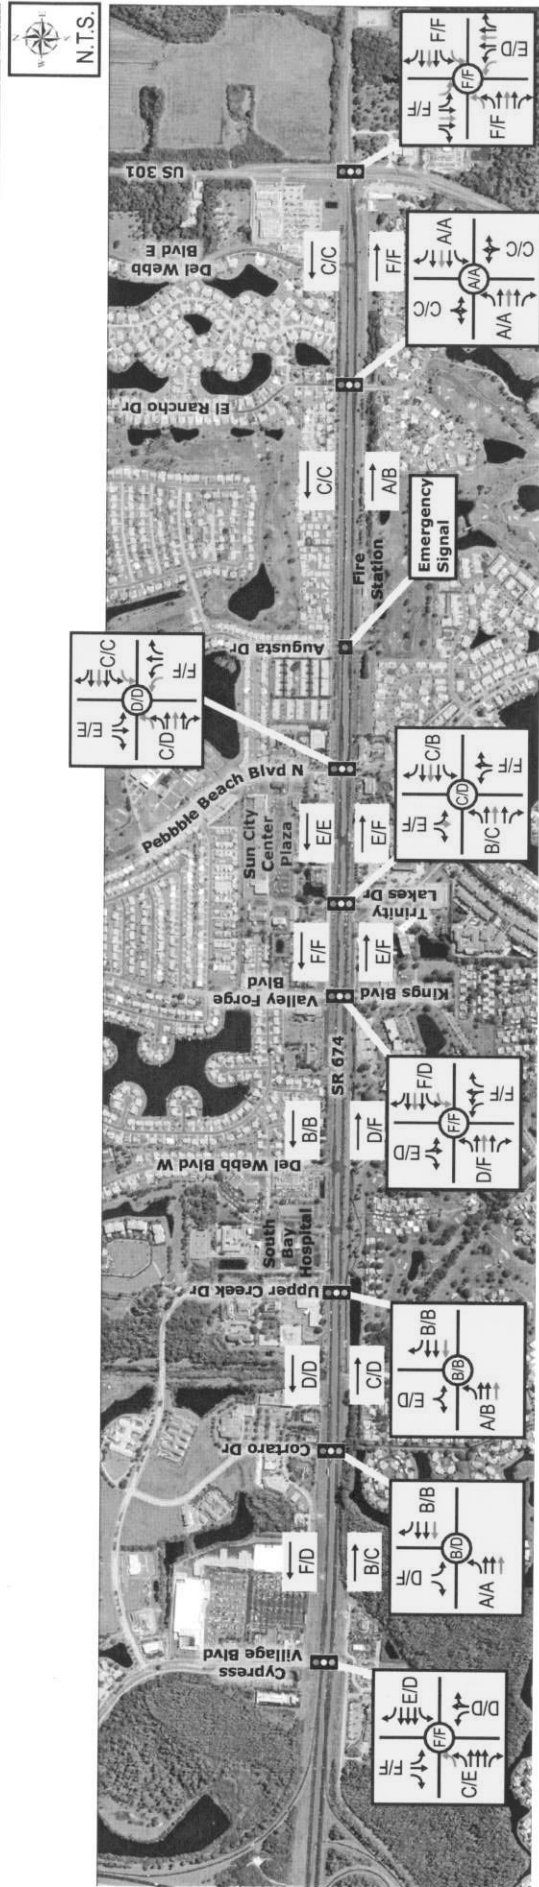 N.T.S.
Cypress
Village Blvd
F/F
E/D
F/F
C/E
D/D
F/D
B/C
Cortaro Dr
D/F
B/B
B/D
A/A
D/D
C/D
Upper Creek Dr
E/D
B/B
B/B
A/B
South
Bay
Hospital
Del Webb Blvd W
B/B
D/F
SR 674
Valley Forge
Blvd
Kings Blvd
E/D
F/D
F/F
D/F
F/F
F/F
E/F
Trinity
Lakes Dr
E/F
C/B
C/D
B/C
F/F
Sun City
Center
Plaza
E/E
E/F
Pebbble Beach Blvd N
E/E
C/C
D/D
C/D
F/F
Augusta Dr
Emergency
Signal
Fire
Station
C/C
A/B
El Rancho Dr
C/C
A/A
A/A
A/A
C/C
Del Webb
Blvd E
C/C
F/F
US 301
F/F
F/F
F/F
F/F
E/D